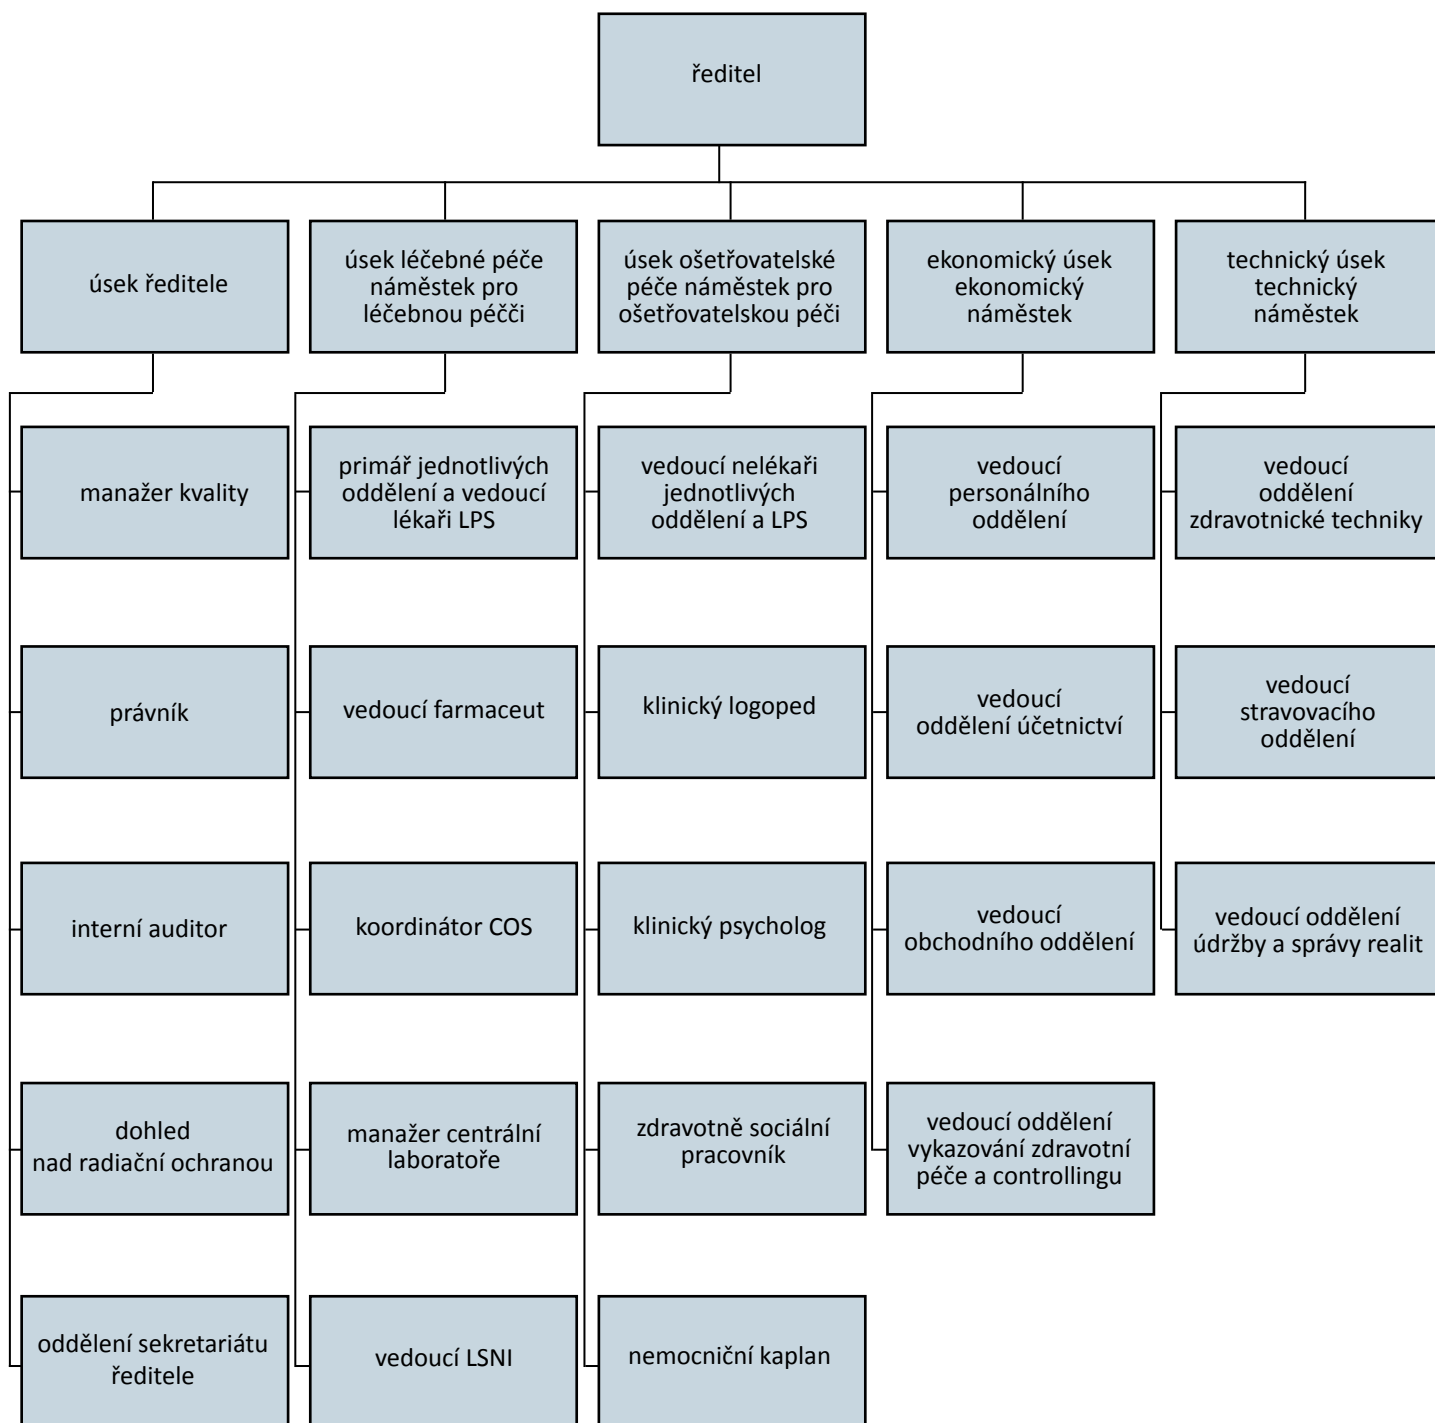 ředitel
úsek ředitele
úsek léčebné péče
náměstek pro
léčebnou péčči
úsek ošetřovatelské
péče náměstek pro
ošetřovatelskou péči
ekonomický úsek
ekonomický
náměstek
technický úsek
technický
náměstek
manažer kvality
primář jednotlivých
oddělení a vedoucí
lékaři LPS
vedoucí nelékaři
jednotlivých
oddělení a LPS
vedoucí
personálního
oddělení
vedoucí
oddělení
zdravotnické techniky
právník
vedoucí farmaceut
klinický logoped
vedoucí
oddělení účetnictví
vedoucí
stravovacího
oddělení
interní auditor
koordinátor COS
klinický psycholog
vedoucí
obchodního oddělení
vedoucí oddělení
údržby a správy realit
dohled
nad radiační ochranou
manažer centrální
laboratoře
zdravotně sociální
pracovník
vedoucí oddělení
vykazování zdravotní
péče a controllingu
oddělení sekretariátu
ředitele
vedoucí LSNI
nemocniční kaplan